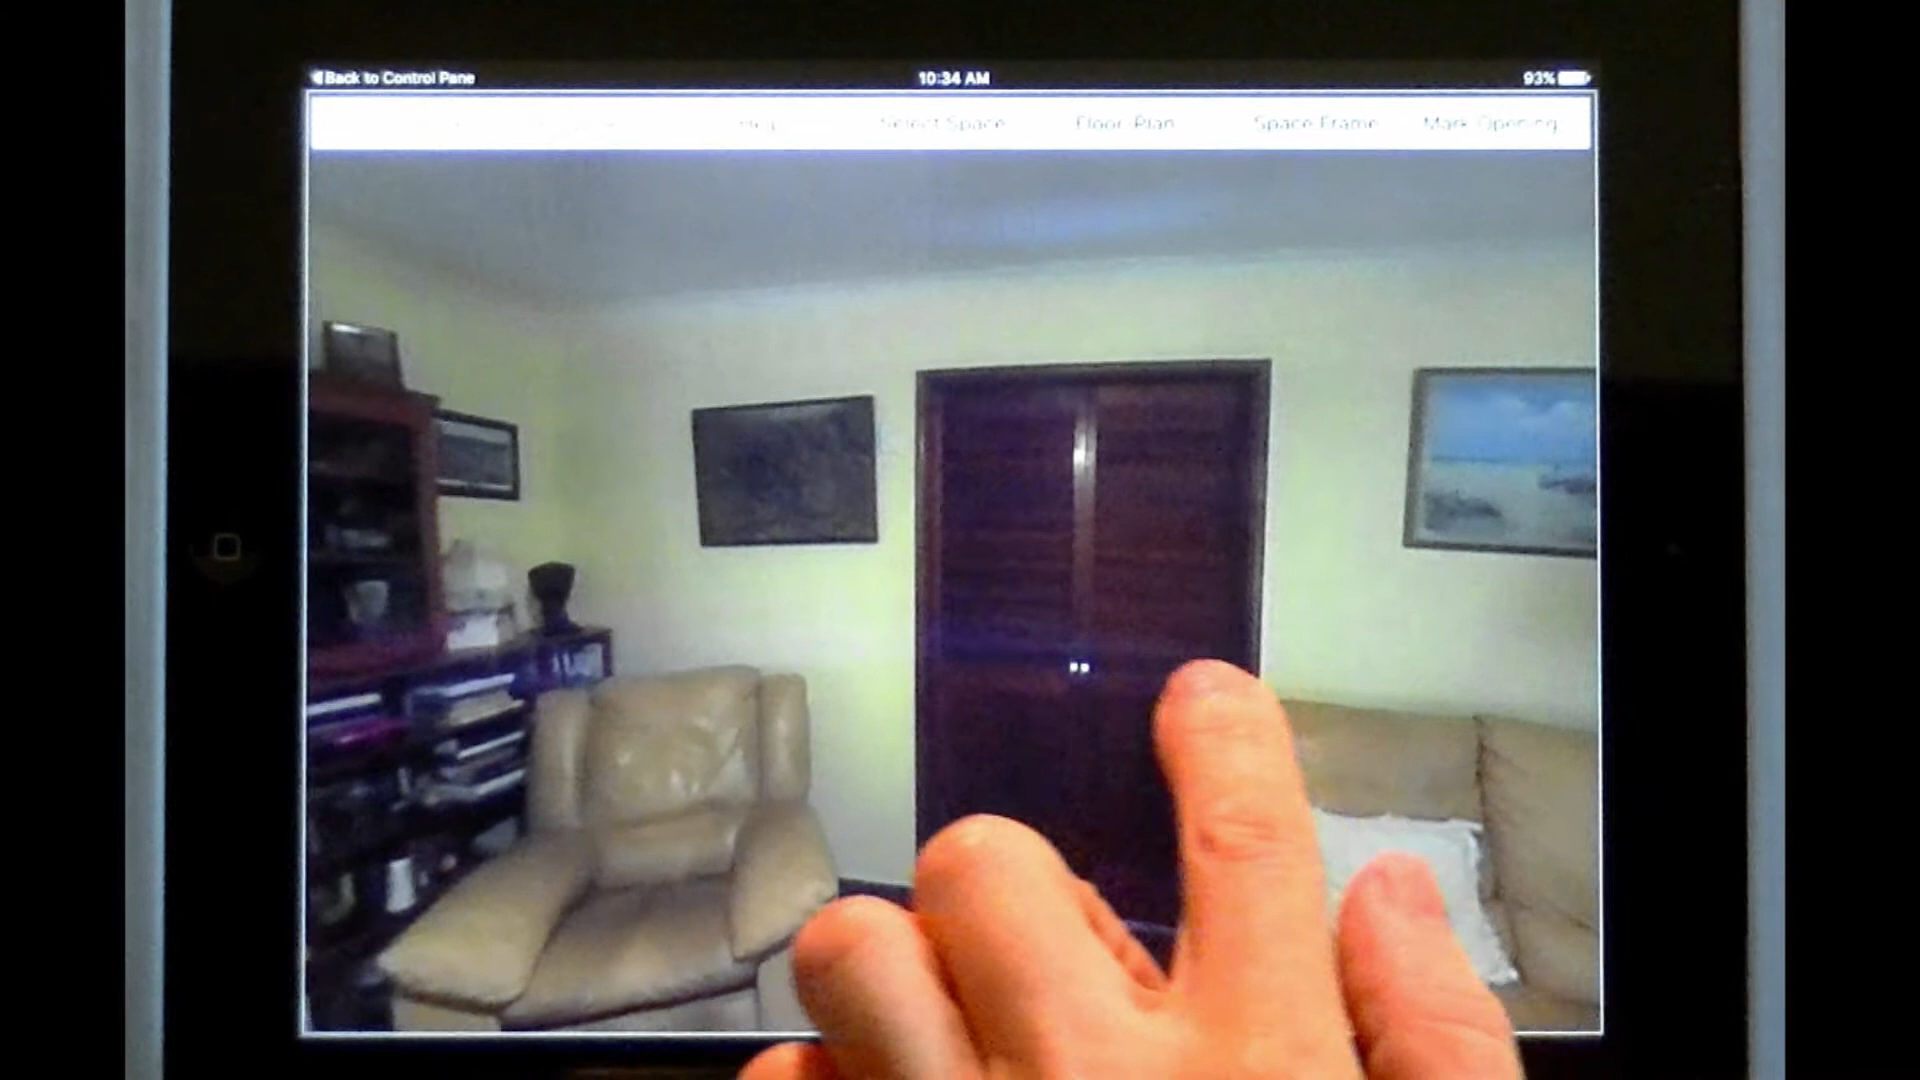 Back to Control Pane
10:34 AM
93%
Select Space
Floor-Plan
Space Frame
Mark Opening